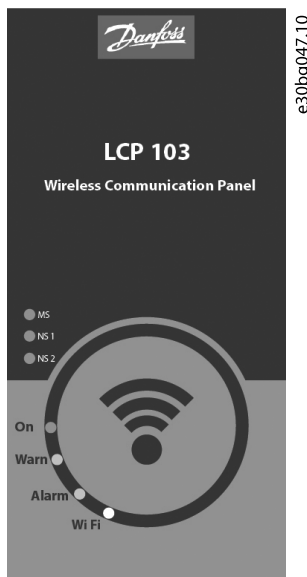 Danfoss
e30bg047.10
LCP 103
Wireless Communication Panel
MS
NS 1
NS 2
On
Warn
Alarm
Wi Fi